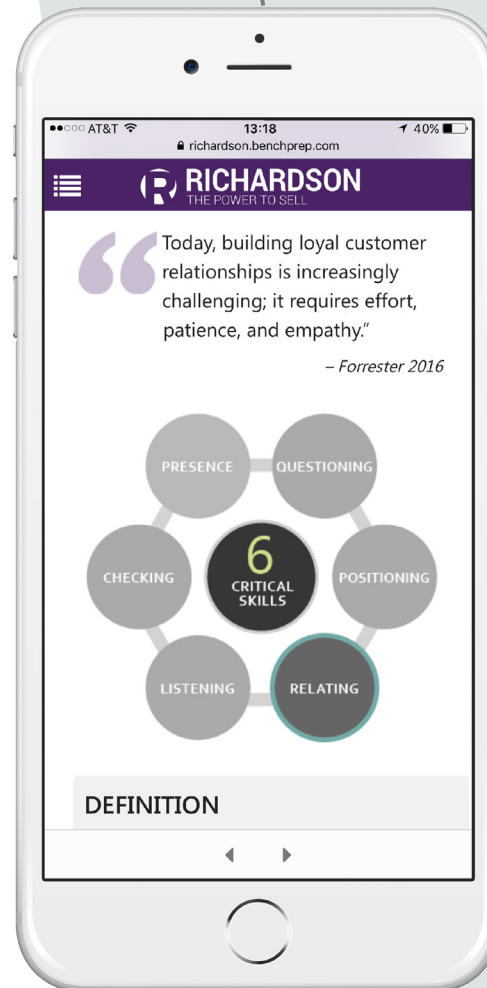 AT&T 13:18 40%
richardson.benchprep.com
R RICHARDSON
THE POWER TO SELL
“Today, building loyal customer
relationships is increasingly
challenging; it requires effort,
patience, and empathy.”
– Forrester 2016
PRESENCE QUESTIONING
CHECKING
6
CRITICAL
SKILLS
POSITIONING
LISTENING RELATING
DEFINITION